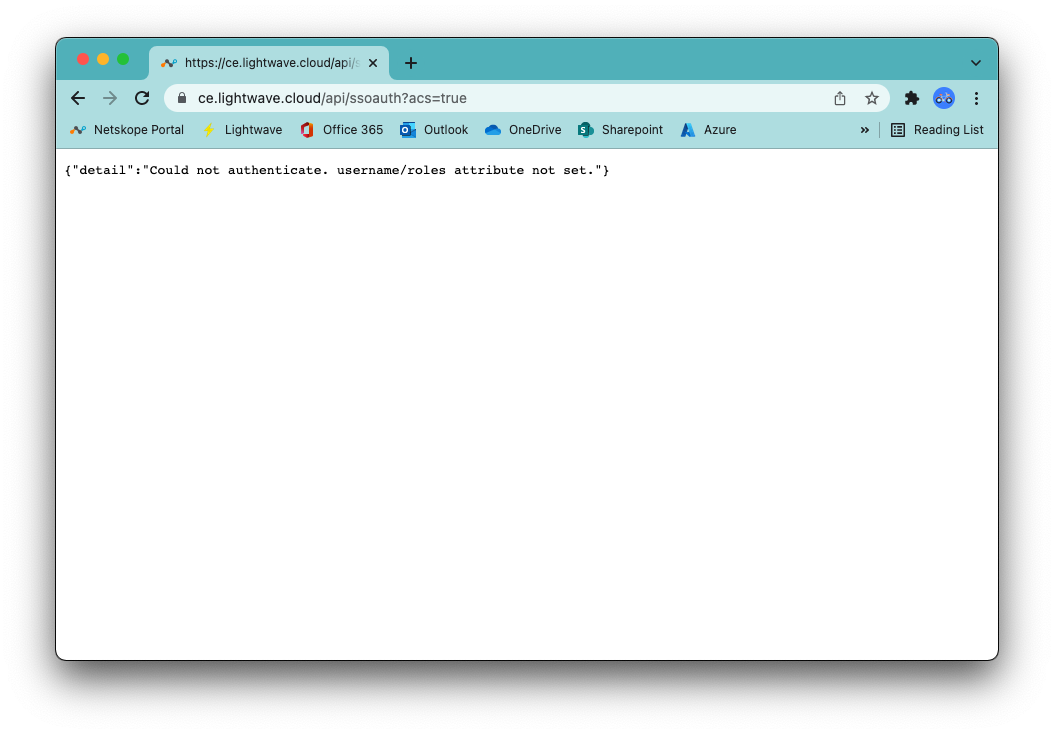 https://ce.lightwave.cloud/api/s
ce.lightwave.cloud/api/ssoauth?acs=true
Netskope Portal Lightwave Office 365 Outlook OneDrive Sharepoint Azure » Reading List
{"detail":"Could not authenticate. username/roles attribute not set."}